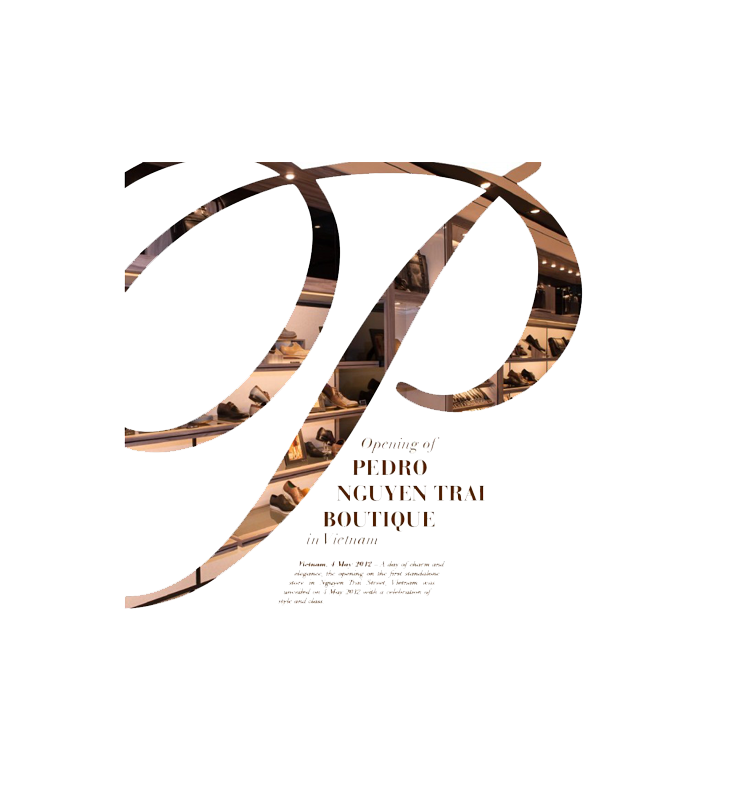 Opening of
PEDRO
NGUYEN TRAI
BOUTIQUE
in Vietnam
Vietnam, 1 May 2012 - A day of charm and
elegance, the opening on the first standalone
store in Nguyen Trai Street, Vietnam was
unveiled on 1 May 2012 with a celebration of
style and class.